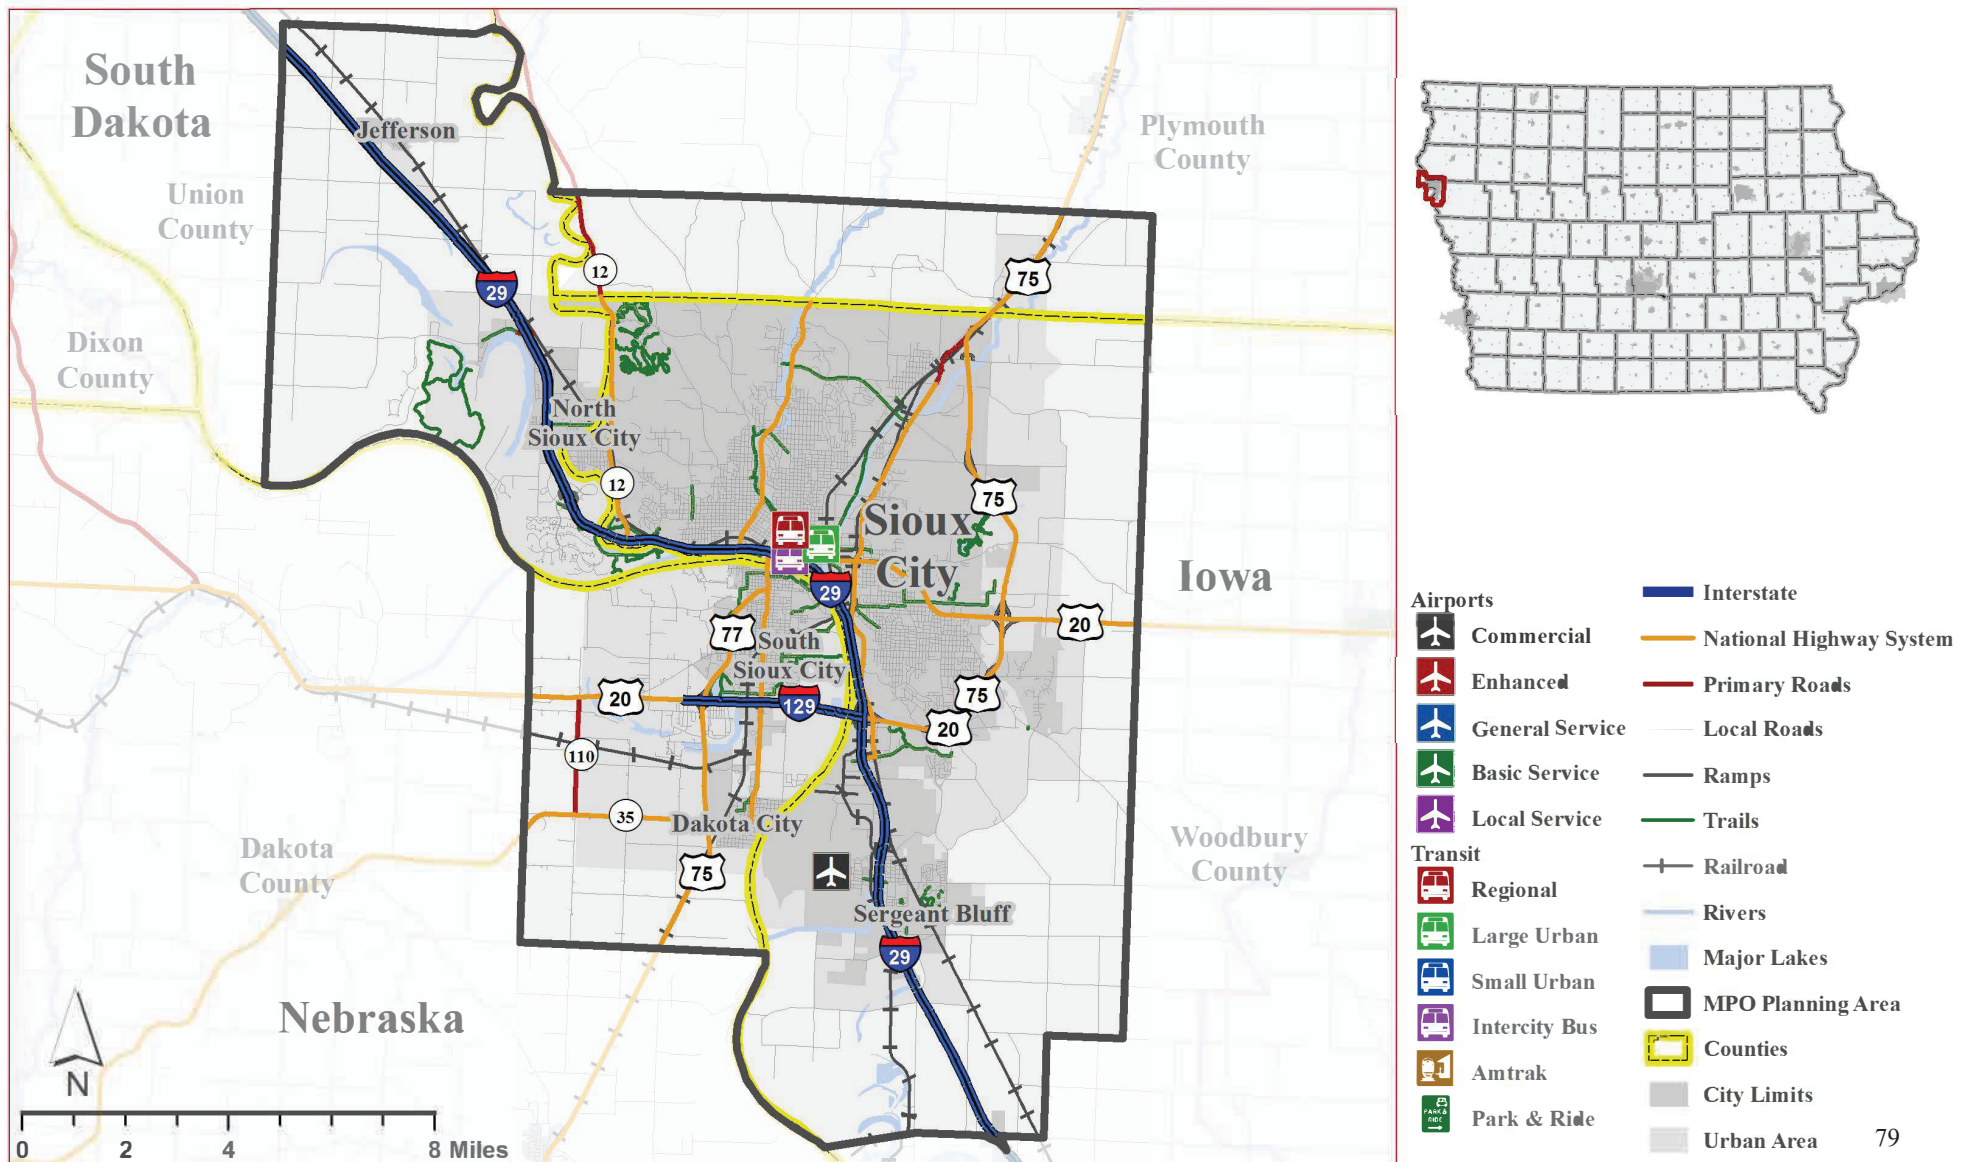 South
Dakota
Jefferson
Union
County
Plymouth
County
12
29
75
Dixon
County
North
Sioux City
12
75
Sioux
City
Iowa
29
77
South
Sioux City
20
20
75
129
20
110
35
Dakota City
75
Dakota
County
Woodbury
County
Sergeant Bluff
29
Nebraska
N
0 2 4 8 Miles
Airports
Commercial
Enhanced
General Service
Basic Service
Local Service
Transit
Regional
Large Urban
Small Urban
Intercity Bus
Amtrak
PARK &
RIDE
Park & Ride
Interstate
National Highway System
Primary Roads
Local Roads
Ramps
Trails
Railroad
Rivers
Major Lakes
MPO Planning Area
Counties
City Limits
Urban Area
79